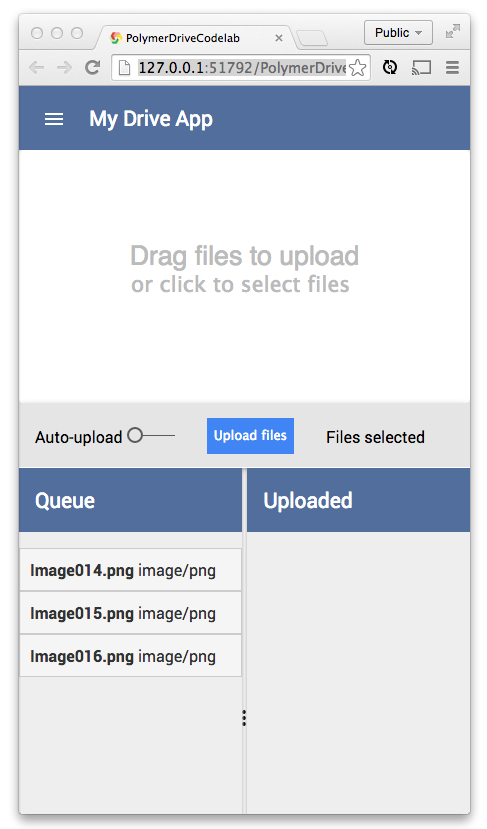 PolymerDriveCodelab
Public
127.0.0.1:51792/PolymerDrive
My Drive App
Drag files to upload
or click to select files
Auto-upload
Upload files
Files selected
Queue
Uploaded
Image014.png image/png
Image015.png image/png
Image016.png image/png